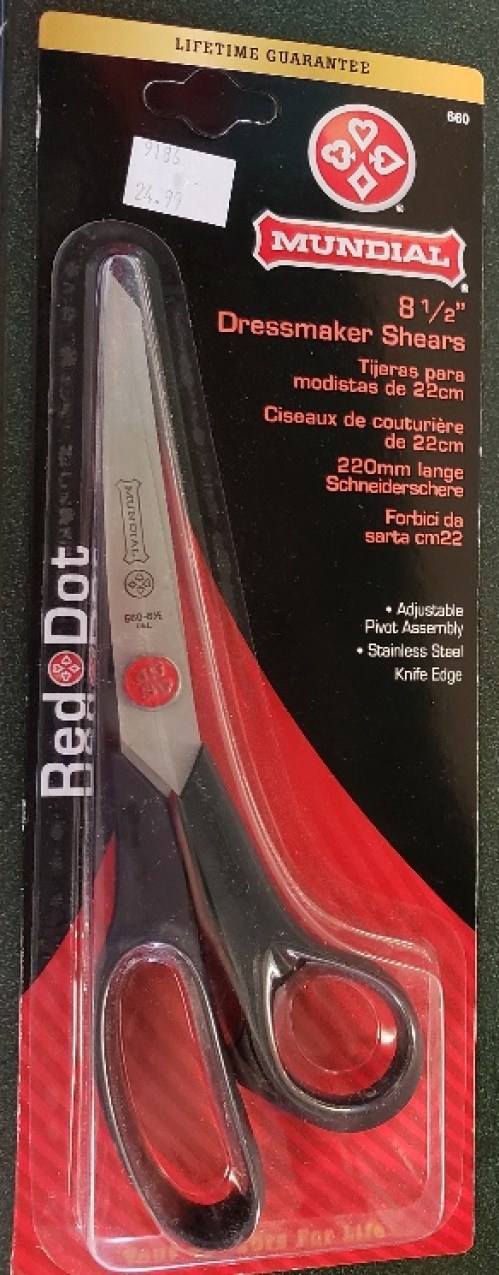 LIFETIME GUARANTEE
660
9185
24.99
MUNDIAL
8 1/2"
Dressmaker Shears
Tijeras para
modistas de 22cm
Ciseaux de couturière
de 22cm
220mm lange
Schneiderschere
Forbici da
sarta cm22
• Adjustable
Pivot Assembly
• Stainless Steel
Knife Edge
Red Dot
MUNDIAL
660-8½
For Life